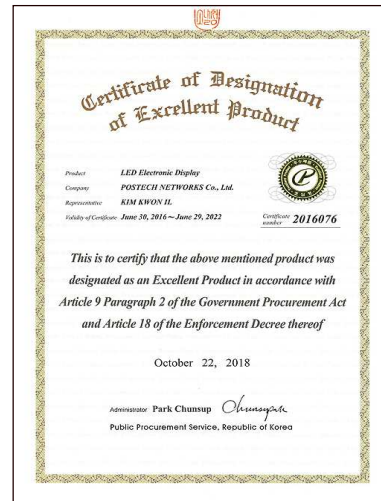 Certificate of Designation
of Excellent Product
Product LED Electronic Display
Company POSTECH NETWORKS Co., Ltd.
Representative KIM KWON IL
Validity of Certificate June 30, 2016~June 29, 2022
Certificate number 2016076
This is to certify that the above mentioned product was
designated as an Excellent Product in accordance with
Article 9 Paragraph 2 of the Government Procurement Act
and Article 18 of the Enforcement Decree thereof
October 22, 2018
Administrator Park Chunsup
Public Procurement Service, Republic of Korea